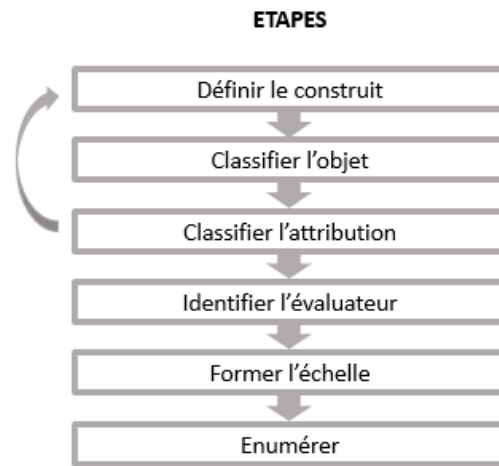 ETAPES
Définir le construit
Classifier l’objet
Classifier l’attribution
Identifier l’évaluateur
Former l’échelle
Enumérer